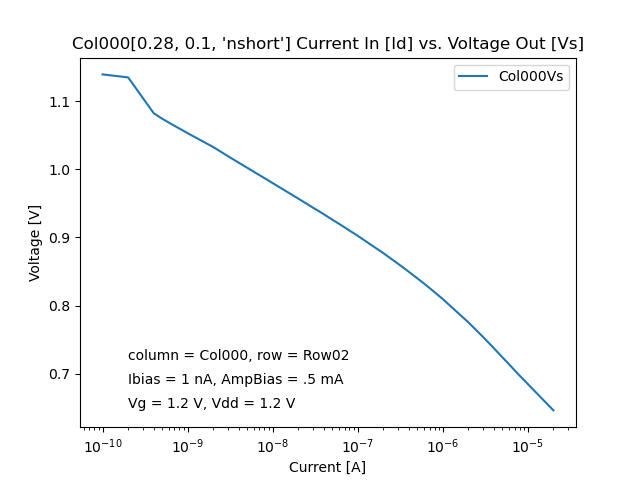 Col000[0.28, 0.1, 'nshort'] Current In [Id] vs. Voltage Out [Vs]
Col000Vs
1.1
1.0
0.9
0.8
0.7
Voltage [V]
column = Col000, row = Row02
Ibias = 1 nA, AmpBias = .5 mA
Vg = 1.2 V, Vdd = 1.2 V
10⁻¹⁰ 10⁻⁹ 10⁻⁸ 10⁻⁷ 10⁻⁶ 10⁻⁵
Current [A]